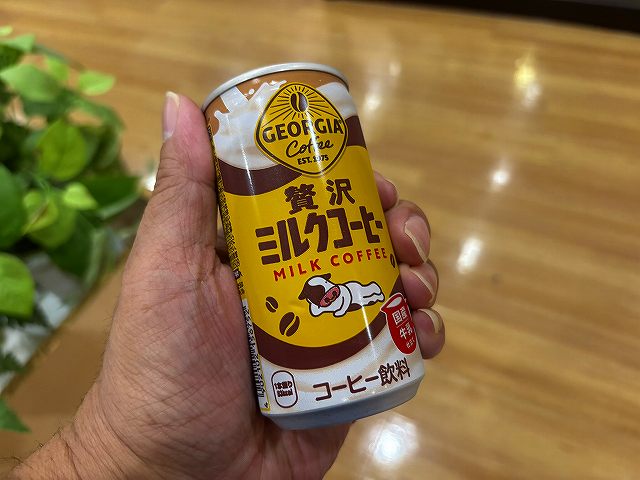 GEORGIA
Coffee
EST. 1975
贅沢
ミルクコーヒー
MILK COFFEE
国産
牛乳
コーヒー飲料